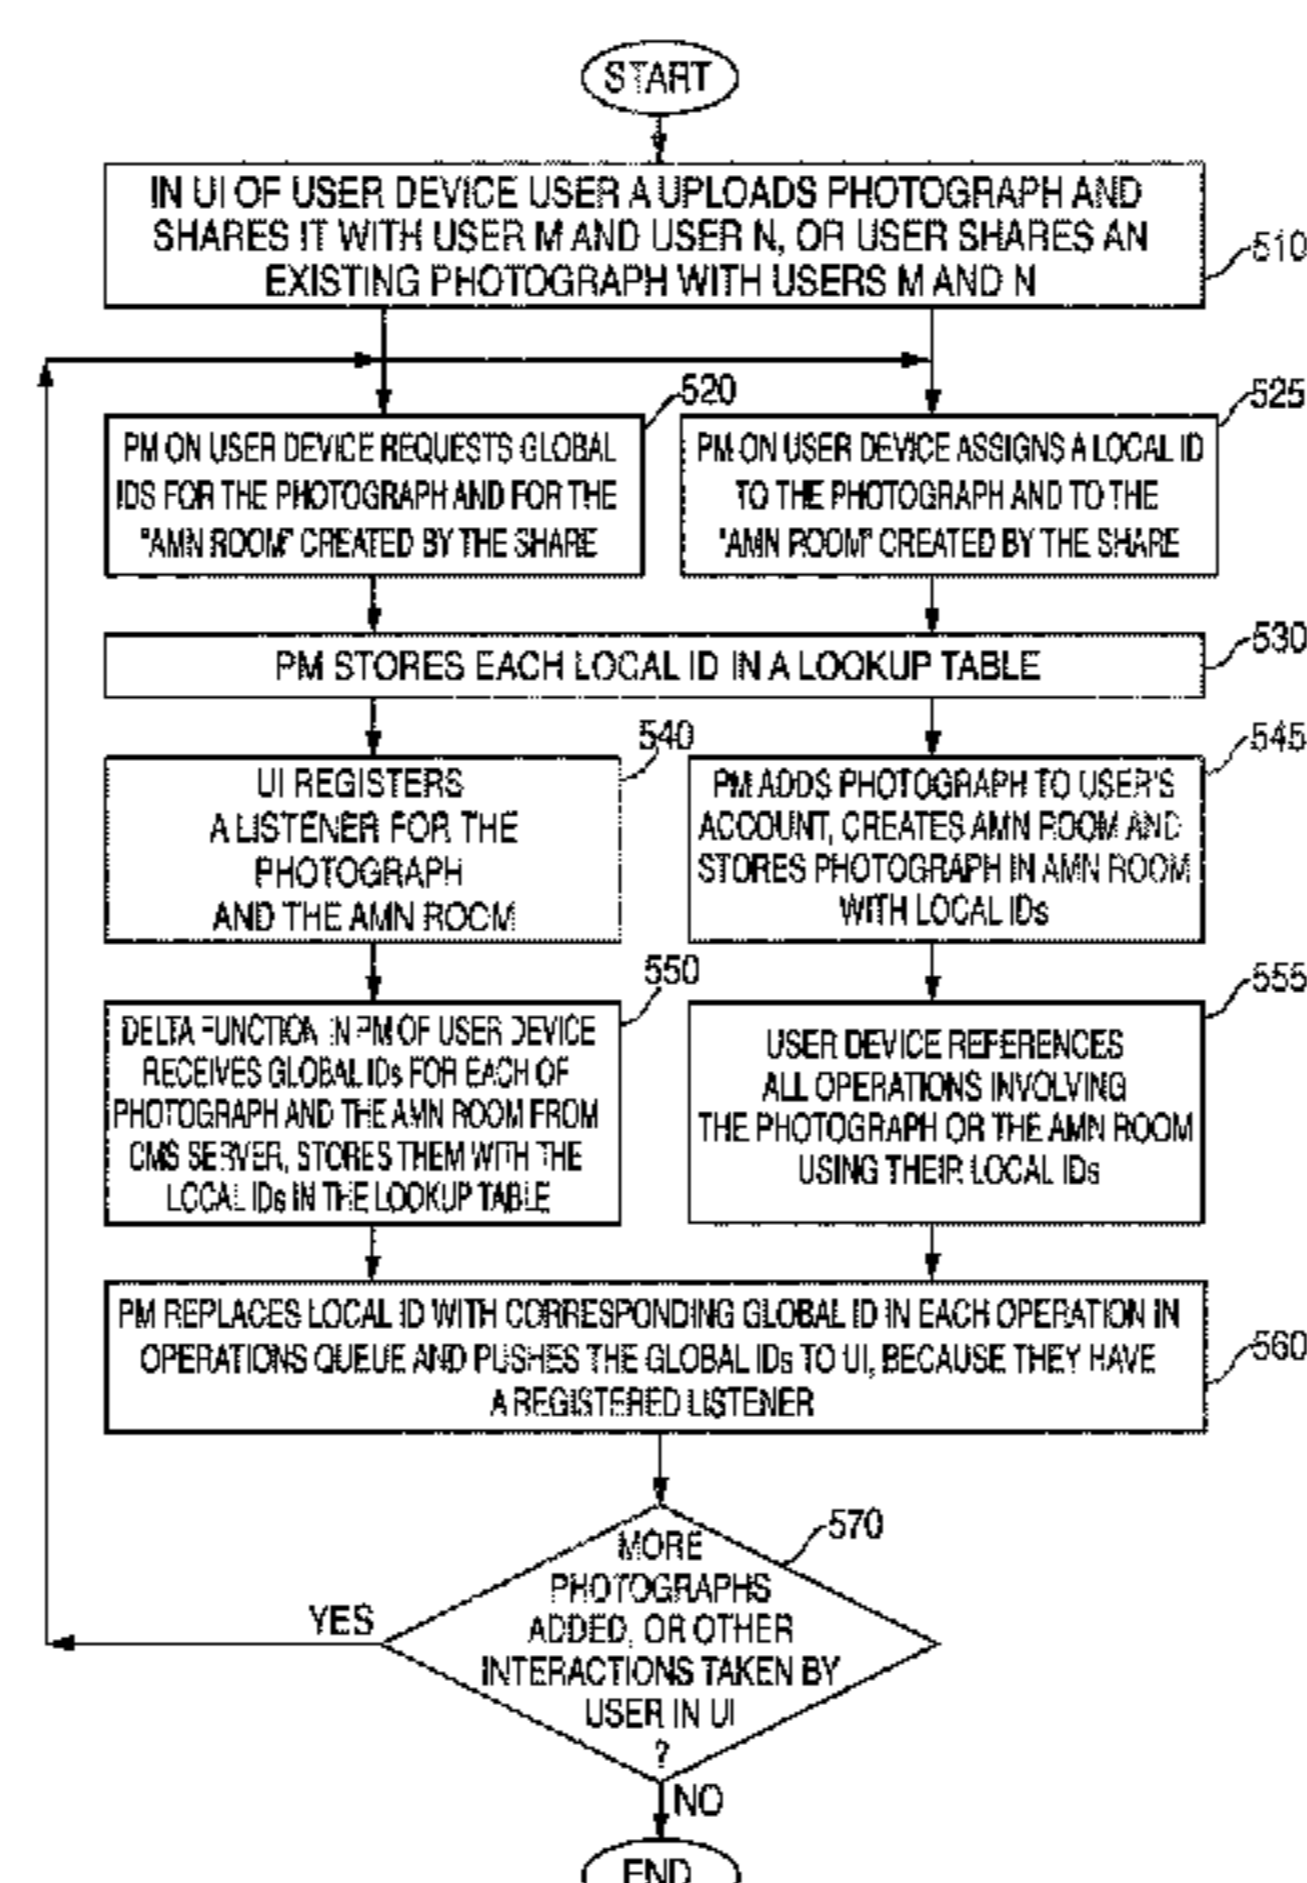 START
IN UI OF USER DEVICE USER A UPLOADS PHOTOGRAPH AND
SHARES IT WITH USER M AND USER N, OR USER SHARES AN
EXISTING PHOTOGRAPH WITH USERS M AND N
510
520
PM ON USER DEVICE REQUESTS GLOBAL
IDS FOR THE PHOTOGRAPH AND FOR THE
"AMN ROOM" CREATED BY THE SHARE
525
PM ON USER DEVICE ASSIGNS A LOCAL ID
TO THE PHOTOGRAPH AND TO THE
"AMN ROOM" CREATED BY THE SHARE
PM STORES EACH LOCAL ID IN A LOOKUP TABLE
530
540
UI REGISTERS
A LISTENER FOR THE
PHOTOGRAPH
AND THE AMN ROOM
545
PM ADDS PHOTOGRAPH TO USER'S
ACCOUNT, CREATES AMN ROOM AND
STORES PHOTOGRAPH IN AMN ROOM
WITH LOCAL IDs
550
DELTA FUNCTION IN PM OF USER DEVICE
RECEIVES GLOBAL IDs FOR EACH OF
PHOTOGRAPH AND THE AMN ROOM FROM
CMS SERVER, STORES THEM WITH THE
LOCAL IDs IN THE LOOKUP TABLE
555
USER DEVICE REFERENCES
ALL OPERATIONS INVOLVING
THE PHOTOGRAPH OR THE AMN ROOM
USING THEIR LOCAL IDs
PM REPLACES LOCAL ID WITH CORRESPONDING GLOBAL ID IN EACH OPERATION IN
OPERATIONS QUEUE AND PUSHES THE GLOBAL IDs TO UI, BECAUSE THEY HAVE
A REGISTERED LISTENER
560
570
MORE
PHOTOGRAPHS
ADDED, OR OTHER
INTERACTIONS TAKEN BY
USER IN UI
?
YES
NO
END